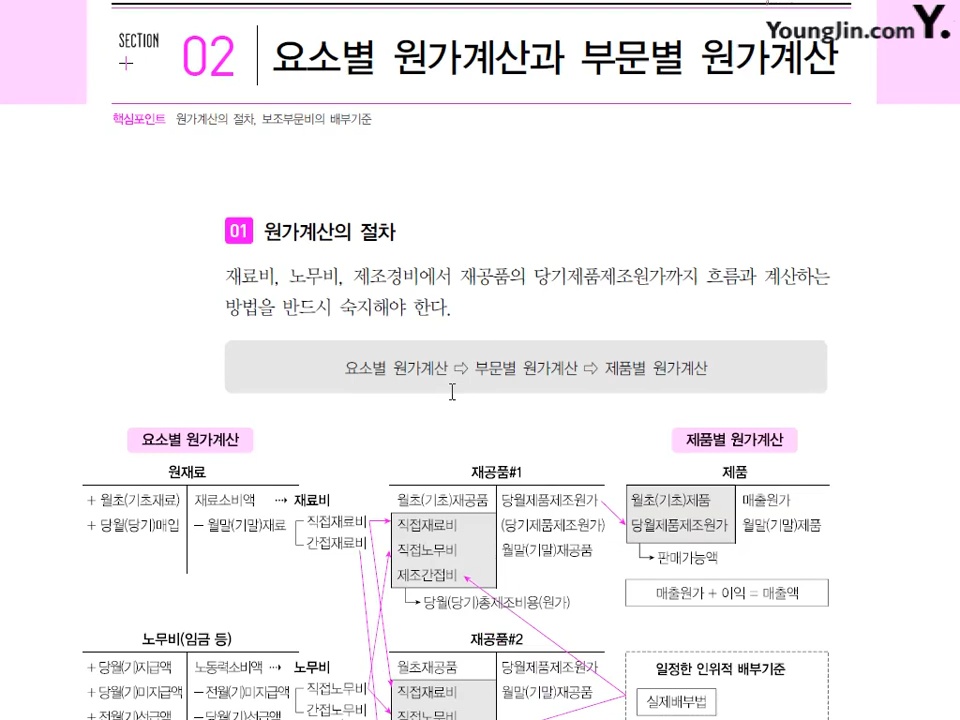 YoungJin.com Y.
SECTION
02 요소별 원가계산과 부문별 원가계산
핵심포인트 원가계산의 절차, 보조부문비의 배부기준
01 원가계산의 절차
재료비, 노무비, 제조경비에서 재공품의 당기제품제조원가까지 흐름과 계산하는
방법을 반드시 숙지해야 한다.
요소별 원가계산 ⇨ 부문별 원가계산 ⇨ 제품별 원가계산
요소별 원가계산
제품별 원가계산
원재료
+ 월초(기초재료) 재료소비액 ⇢ 재료비
+ 당월(당기)매입 － 월말(기말)재료
직접재료비
간접재료비
재공품#1
월초(기초)재공품 당월제품제조원가
직접재료비 (당기제품제조원가)
직접노무비 월말(기말)재공품
제조간접비
당월(당기)총제조비용(원가)
제품
월초(기초)제품 매출원가
당월제품제조원가 월말(기말)제품
판매가능액
매출원가 + 이익 = 매출액
노무비(임금 등)
+ 당월(기)지급액 노동력소비액 ⇢ 노무비
+ 당월(기)미지급액 － 전월(기)미지급액
+ 전월(기)선급액 － 당월(기)선급액
직접노무비
간접노무비
재공품#2
월초재공품 당월제품제조원가
직접재료비 월말(기말)재공품
직접노무비
일정한 인위적 배부기준
실제배부법